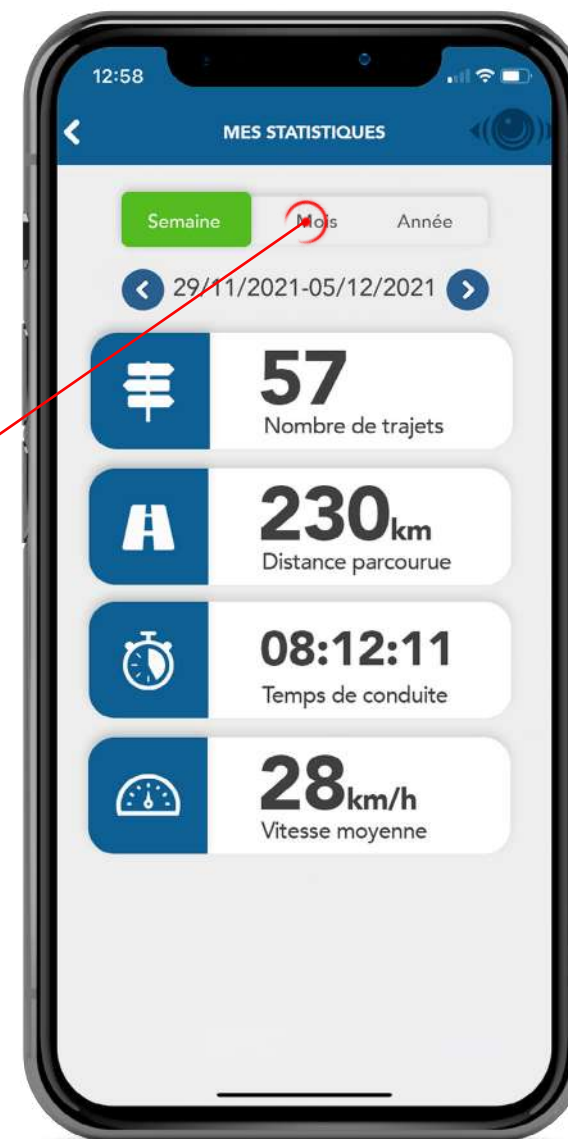 12:58
MES STATISTIQUES
Semaine Mois Année
29/11/2021-05/12/2021
57
Nombre de trajets
230km
Distance parcourue
08:12:11
Temps de conduite
28km/h
Vitesse moyenne